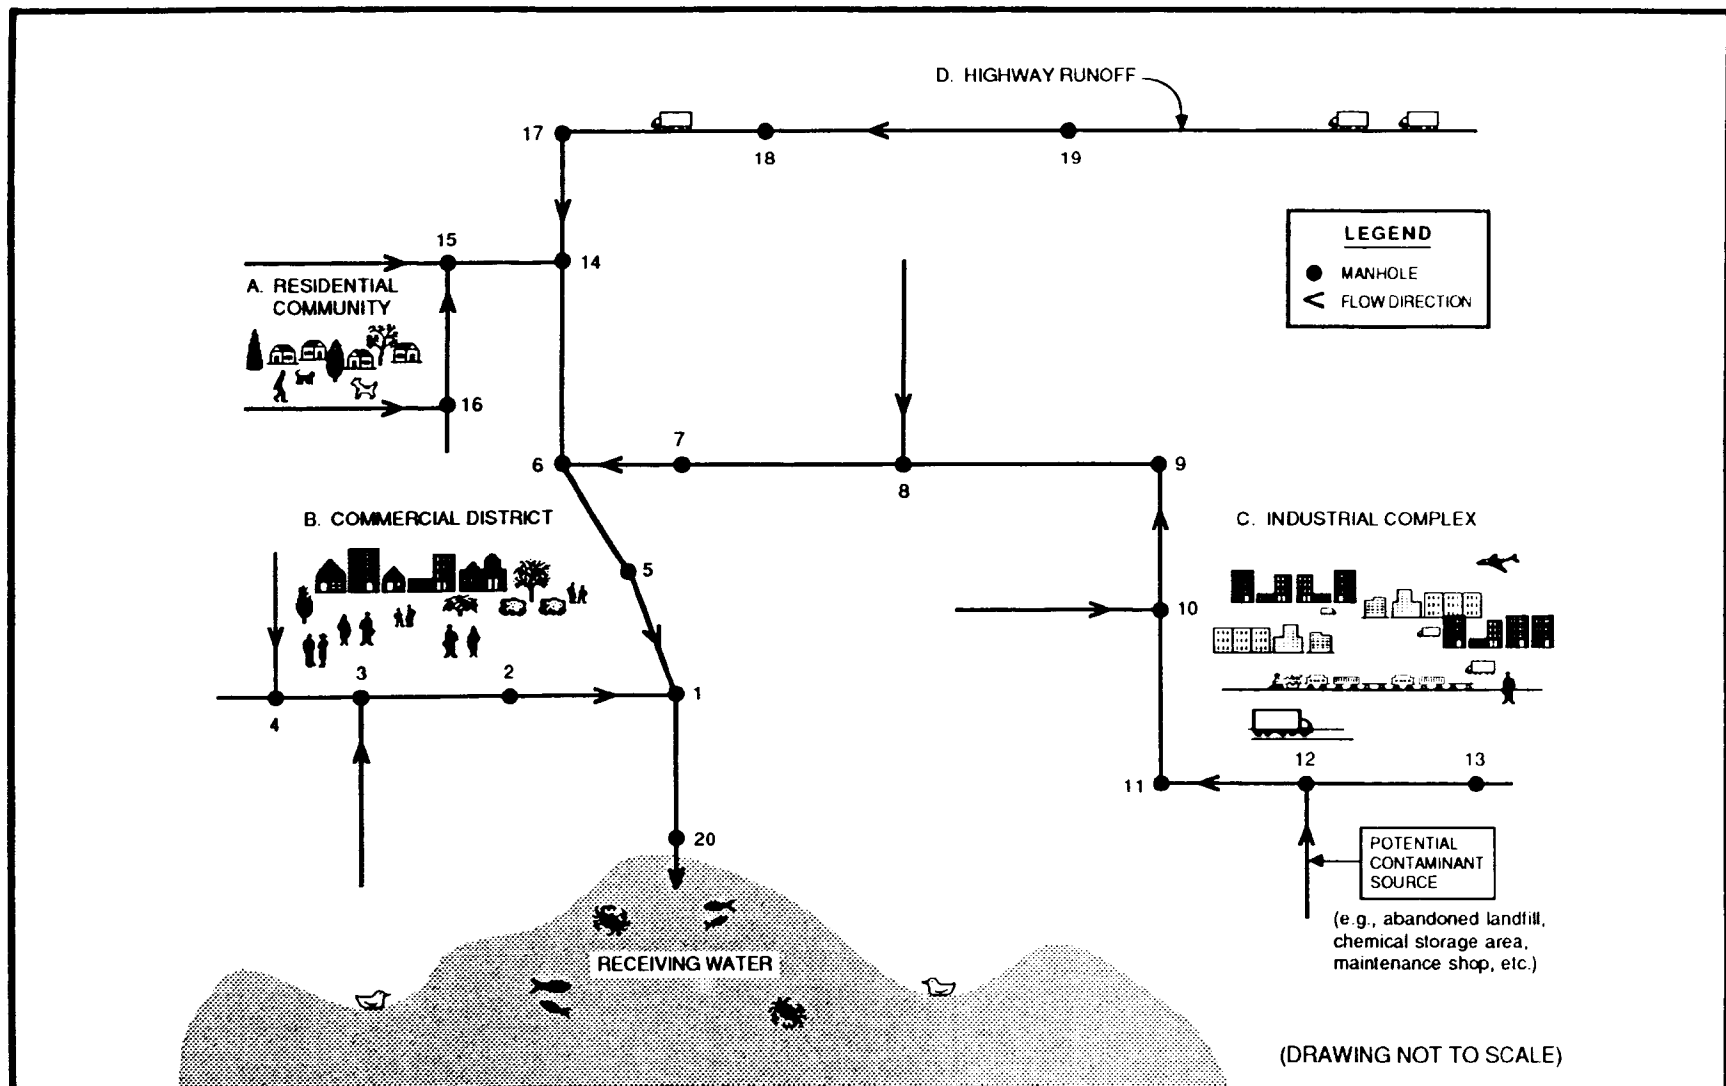 D. HIGHWAY RUNOFF
17
18
19
LEGEND
MANHOLE
FLOW DIRECTION
15
14
A. RESIDENTIAL
COMMUNITY
16
7
6
8
9
B. COMMERCIAL DISTRICT
C. INDUSTRIAL COMPLEX
5
10
3
2
1
4
12
13
11
20
POTENTIAL
CONTAMINANT
SOURCE
(e.g., abandoned landfill,
chemical storage area,
maintenance shop, etc.)
RECEIVING WATER
(DRAWING NOT TO SCALE)